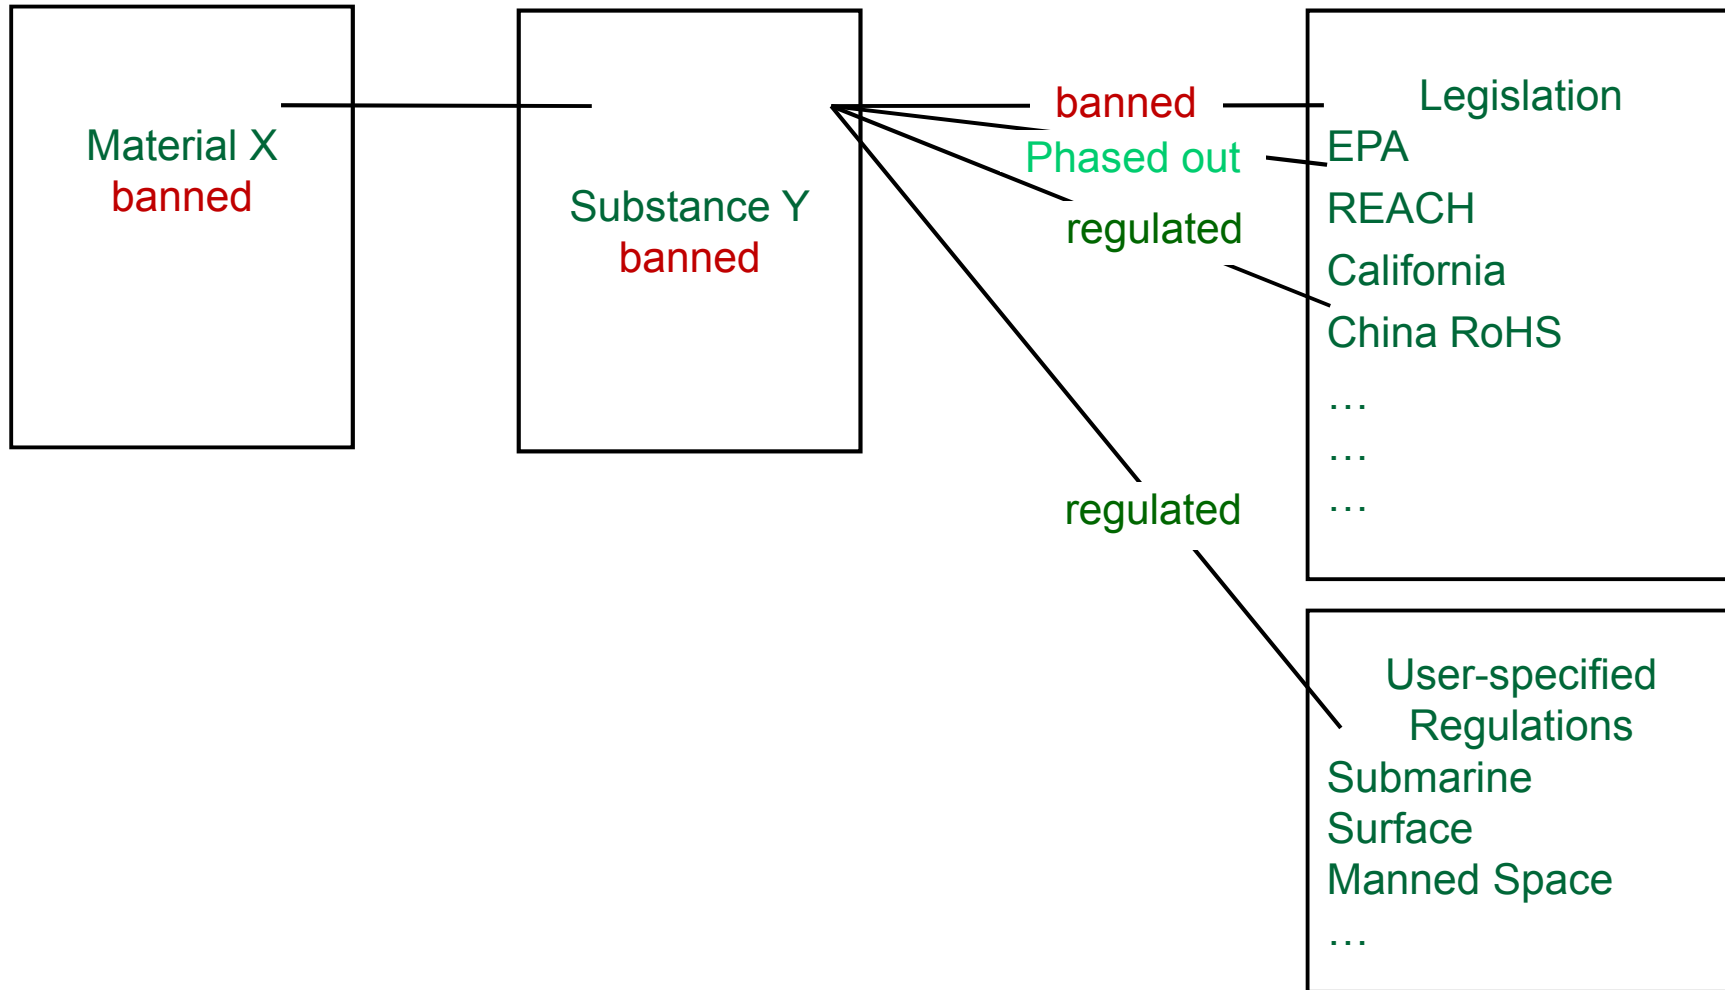 Material X
banned
Substance Y
banned
banned
Phased out
regulated
regulated
Legislation
EPA
REACH
California
China RoHS
…
…
…
User-specified
Regulations
Submarine
Surface
Manned Space
…